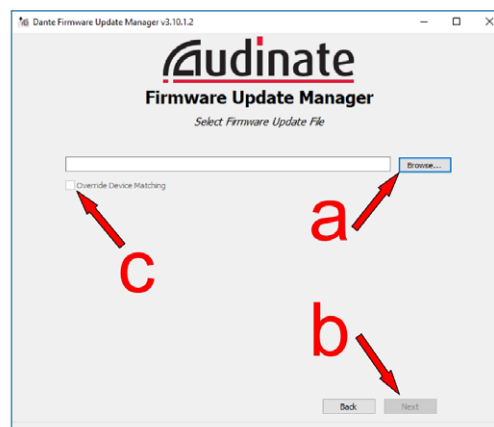 Dante Firmware Update Manager v3.10.1.2
Audinate
Firmware Update Manager
Select Firmware Update File
Browse...
Override Device Matching
a
c
b
Back Next